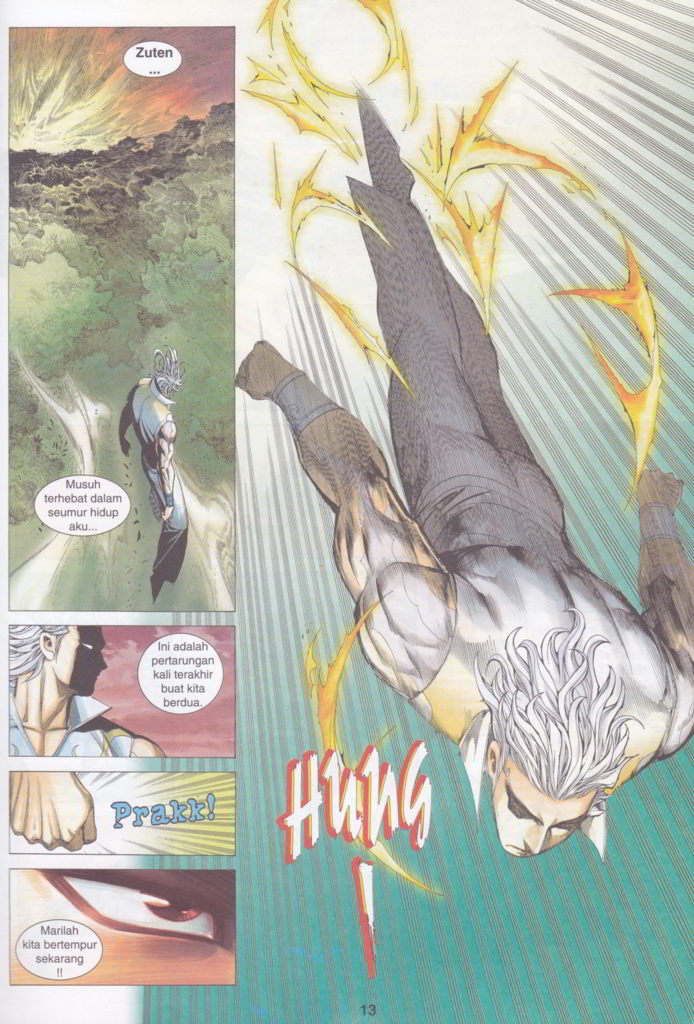 Zuten
...
Musuh
terhebat dalam
seumur hidup
aku...
Ini adalah
pertarungan
kali terakhir
buat kita
berdua.
Prakk!
Marilah
kita bertempur
sekarang
!!
HUUS
!
13